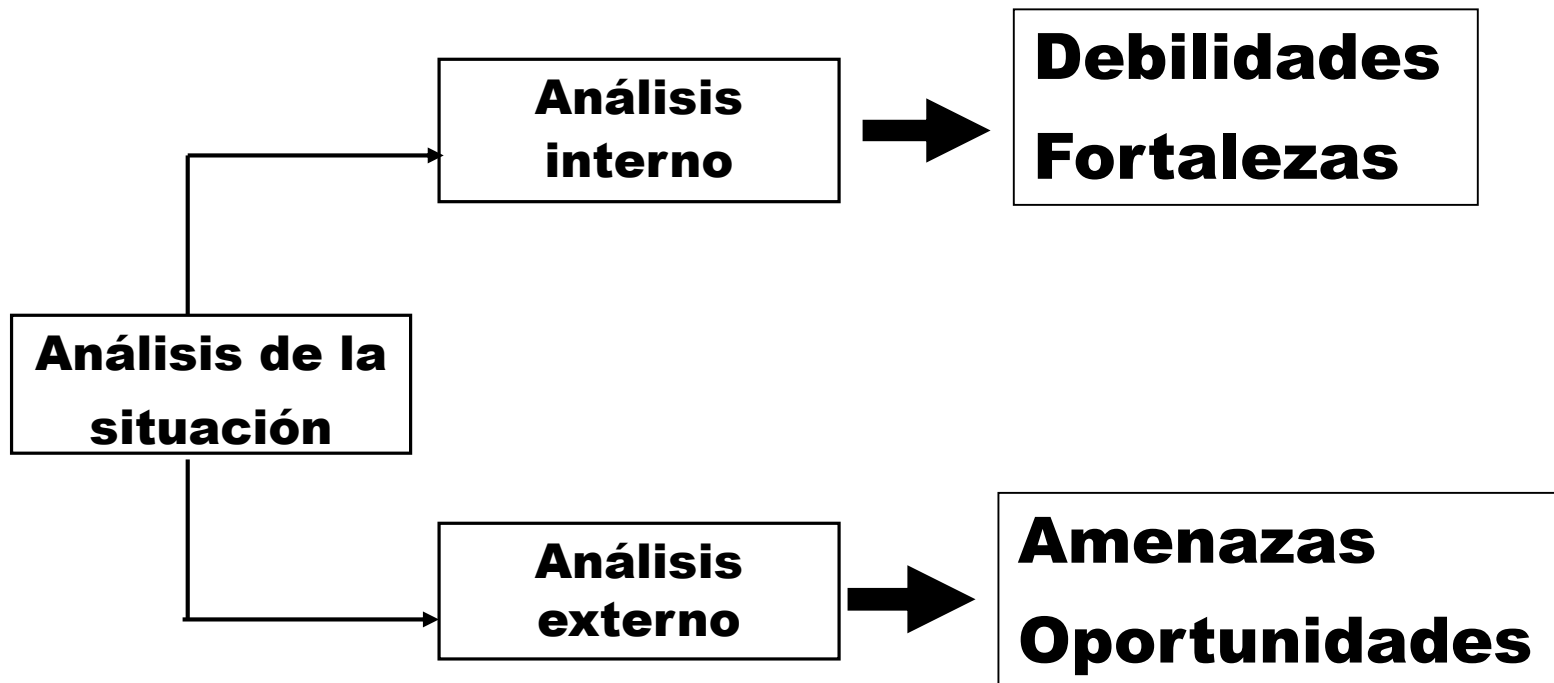 Análisis
interno
Debilidades
Fortalezas
Análisis de la
situación
Análisis
externo
Amenazas
Oportunidades